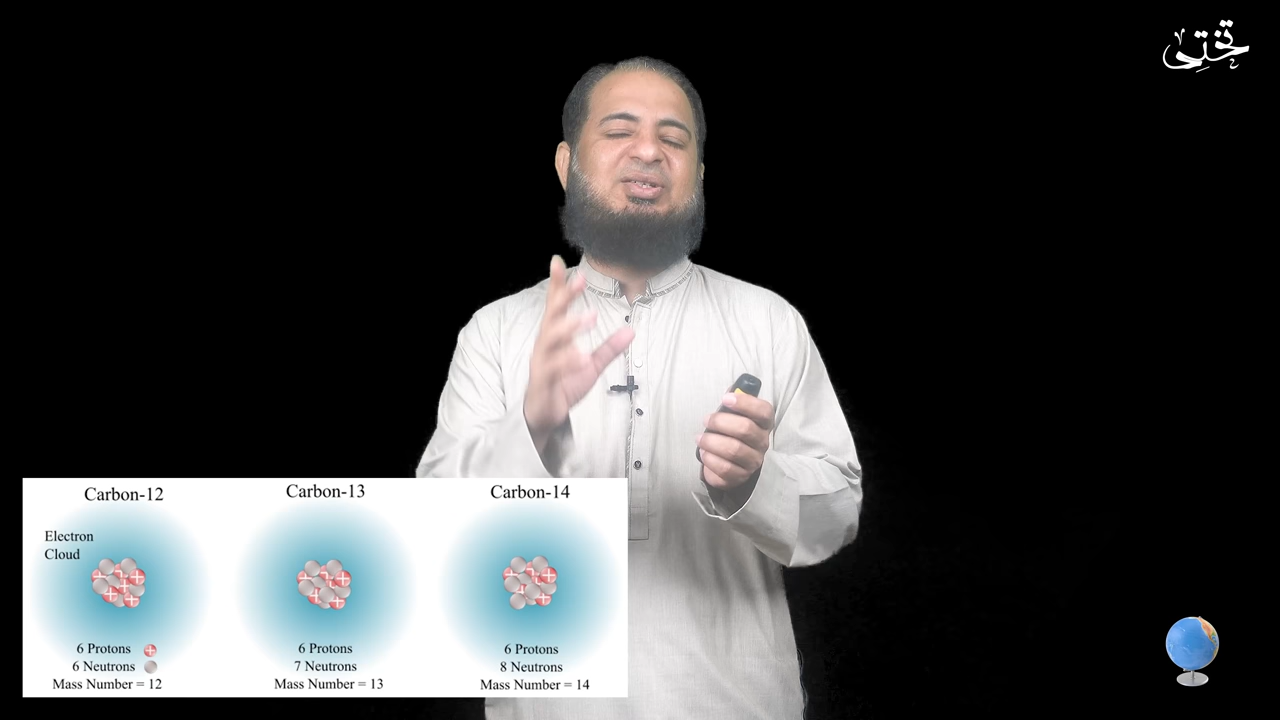 تختی
Carbon-12
Carbon-13
Carbon-14
Electron
Cloud
6 Protons
6 Neutrons
Mass Number = 12
6 Protons
7 Neutrons
Mass Number = 13
6 Protons
8 Neutrons
Mass Number = 14